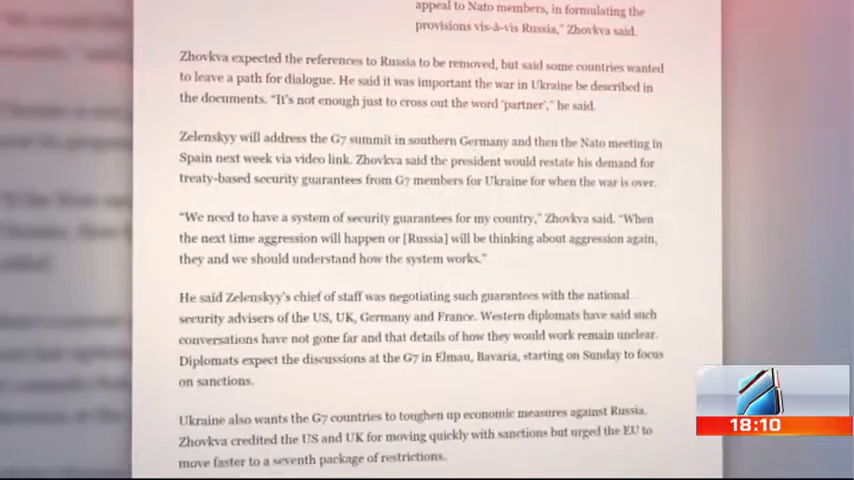 appeal to Nato members, in formulating the
provisions vis-à-vis Russia," Zhovkva said.
Zhovkva expected the references to Russia to be removed, but said some countries wanted
to leave a path for dialogue. He said it was important the war in Ukraine be described in
the documents. "It's not enough just to cross out the word 'partner'," he said.
Zelenskyy will address the G7 summit in southern Germany and then the Nato meeting in
Spain next week via video link. Zhovkva said the president would restate his demand for
treaty-based security guarantees from G7 members for Ukraine for when the war is over.
"We need to have a system of security guarantees for my country," Zhovkva said. "When
the next time aggression will happen or [Russia] will be thinking about aggression again,
they and we should understand how the system works."
He said Zelenskyy's chief of staff was negotiating such guarantees with the national
security advisers of the US, UK, Germany and France. Western diplomats have said such
conversations have not gone far and that details of how they would work remain unclear.
Diplomats expect the discussions at the G7 in Elmau, Bavaria, starting on Sunday to focus
on sanctions.
Ukraine also wants the G7 countries to toughen up economic measures against Russia.
Zhovkva credited the US and UK for moving quickly with sanctions but urged the EU to
move faster to a seventh package of restrictions.
18:10